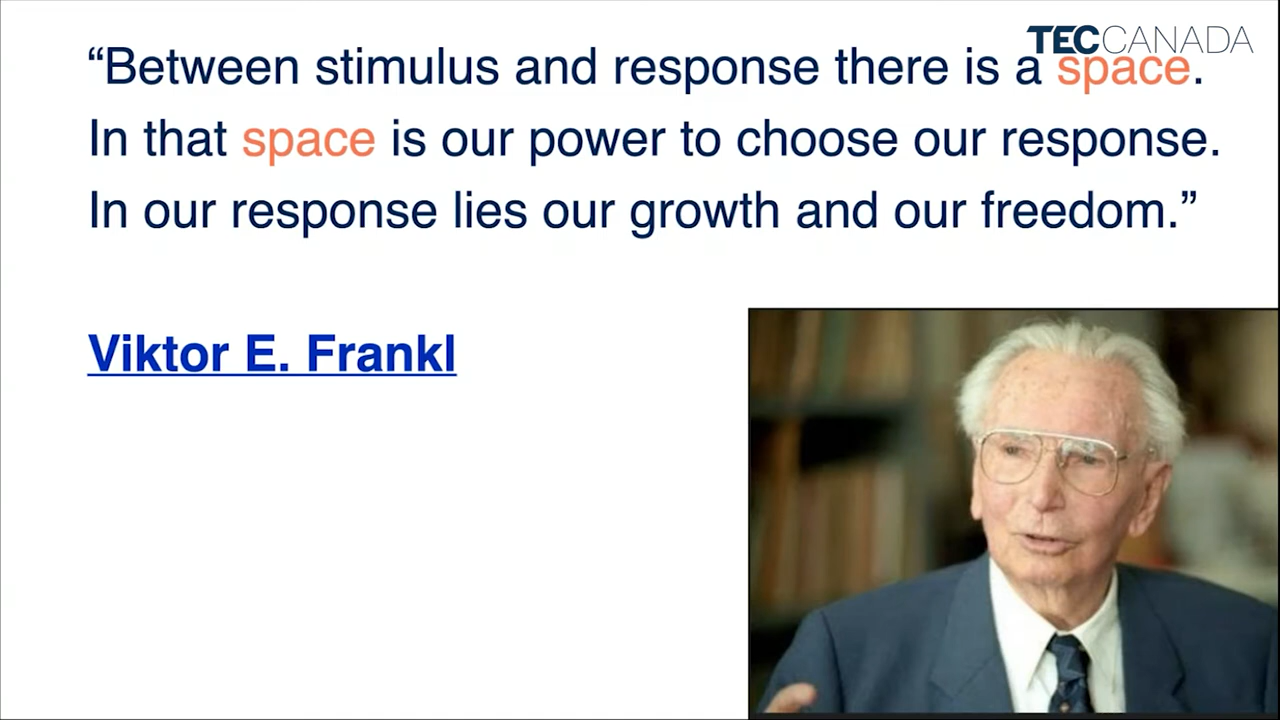 TECCANADA
“Between stimulus and response there is a space.
In that space is our power to choose our response.
In our response lies our growth and our freedom.”
Viktor E. Frankl